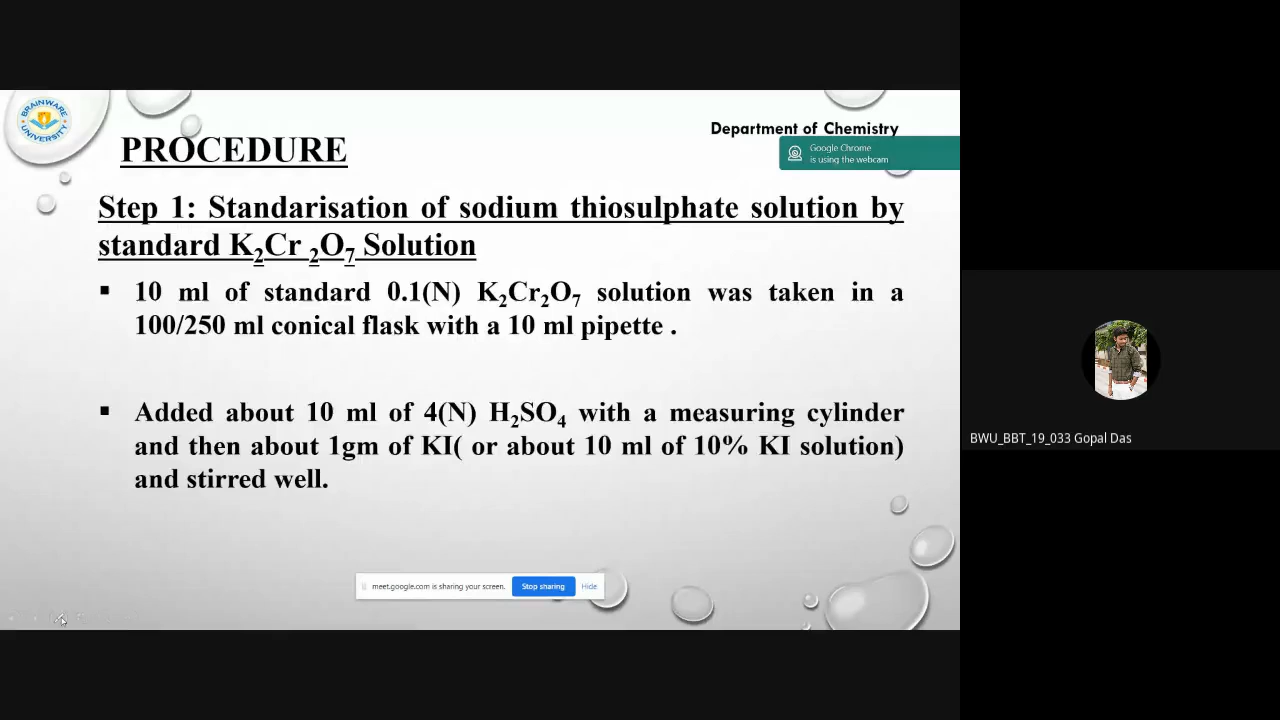 BRAINWARE
UNIVERSITY
Department of Chemistry
Google Chrome
is using the webcam
PROCEDURE
Step 1: Standarisation of sodium thiosulphate solution by
standard K₂Cr ₂O₇ Solution
▪ 10 ml of standard 0.1(N) K₂Cr₂O₇ solution was taken in a
100/250 ml conical flask with a 10 ml pipette .
▪ Added about 10 ml of 4(N) H₂SO₄ with a measuring cylinder
and then about 1gm of KI( or about 10 ml of 10% KI solution)
and stirred well.
meet.google.com is sharing your screen. Stop sharing Hide
BWU_BBT_19_033 Gopal Das